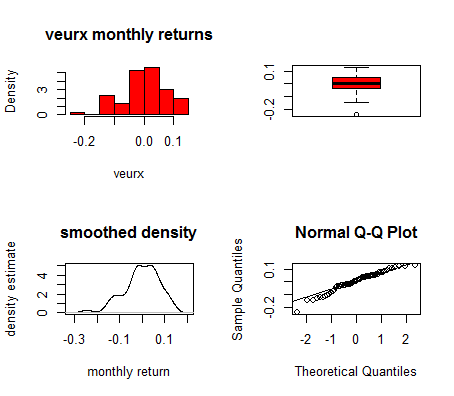 veurx monthly returns
Density
0 3
-0.2 0.0 0.1
veurx
-0.2 0.1
smoothed density
density estimate
0 2 4
-0.3 -0.1 0.1
monthly return
Normal Q-Q Plot
Sample Quantiles
-0.2 0.1
-2 -1 0 1 2
Theoretical Quantiles